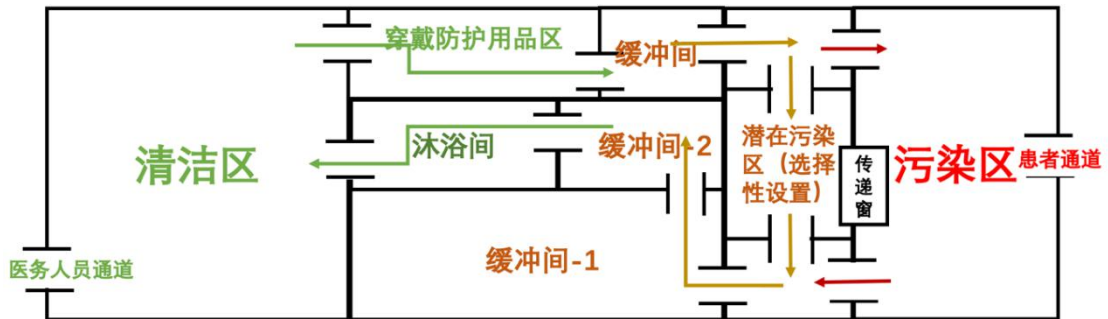 穿戴防护用品区
缓冲间
清洁区
沐浴间
缓冲间-2
潜在污染
区（选择
性设置）
传
递
窗
污染区
患者通道
医务人员通道
缓冲间-1